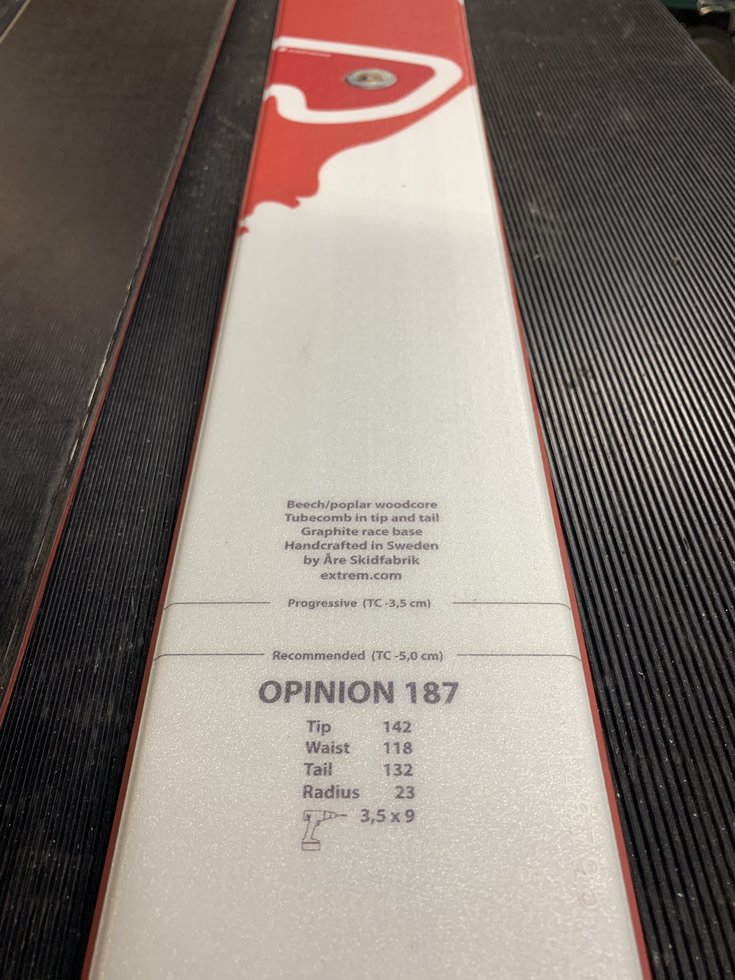 Beech/poplar woodcore
Tubecomb in tip and tail
Graphite race base
Handcrafted in Sweden
by Åre Skidfabrik
extrem.com
Progressive (TC -3,5 cm)
Recommended (TC -5,0 cm)
OPINION 187
Tip 142
Waist 118
Tail 132
Radius 23
3,5 x 9